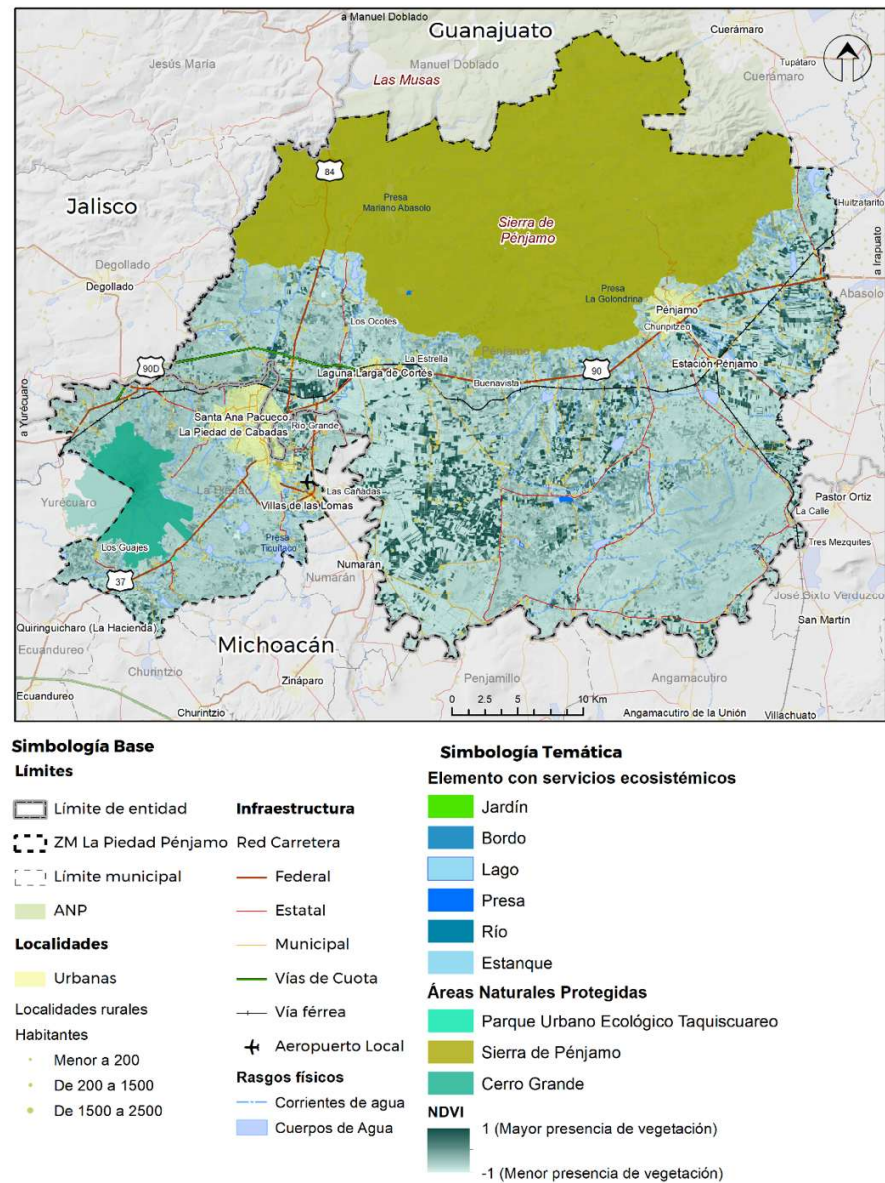 a Manuel Doblado
Guanajuato
Cuerámaro
Jesús María
Manuel Doblado
Tupátaro
Las Musas
Cuerámaro
84
Presa
Mariano Abasolo
Huitzatarito
Jalisco
Sierra de
Pénjamo
a Irapuato
Degollado
Degollado
Presa
La Golondrina
Abasolo
Pénjamo
Los Ocotes
Churipitzeo
Pénjamo
La Estrella
90D
Laguna Larga de Cortés
90
Estación Pénjamo
Buenavista
a Yurécuaro
Santa Ana Pacueco
Río Grande
La Piedad de Cabadas
Yurécuaro
La Piedad
Las Cañadas
Pastor Ortiz
Villas de las Lomas
La Calle
Los Guajes
Presa
Ticuitaco
Numarán
Tres Mezquites
37
Numarán
José Sixto Verduzco
Quiringuicharo (La Hacienda)
Michoacán
San Martín
Ecuandureo
Churintzio
Zináparo
Penjamillo
Angamacutiro
Ecuandureo
0 2.5 5 10 Km
Churintzio
Angamacutiro de la Unión
Villachuato
Simbología Base
Límites
Límite de entidad
ZM La Piedad Pénjamo
Límite municipal
ANP
Localidades
Urbanas
Localidades rurales
Habitantes
Menor a 200
De 200 a 1500
De 1500 a 2500
Infraestructura
Red Carretera
Federal
Estatal
Municipal
Vías de Cuota
Vía férrea
Aeropuerto Local
Rasgos físicos
Corrientes de agua
Cuerpos de Agua
Simbología Temática
Elemento con servicios ecosistémicos
Jardín
Bordo
Lago
Presa
Río
Estanque
Áreas Naturales Protegidas
Parque Urbano Ecológico Taquiscuareo
Sierra de Pénjamo
Cerro Grande
NDVI
1 (Mayor presencia de vegetación)
-1 (Menor presencia de vegetación)